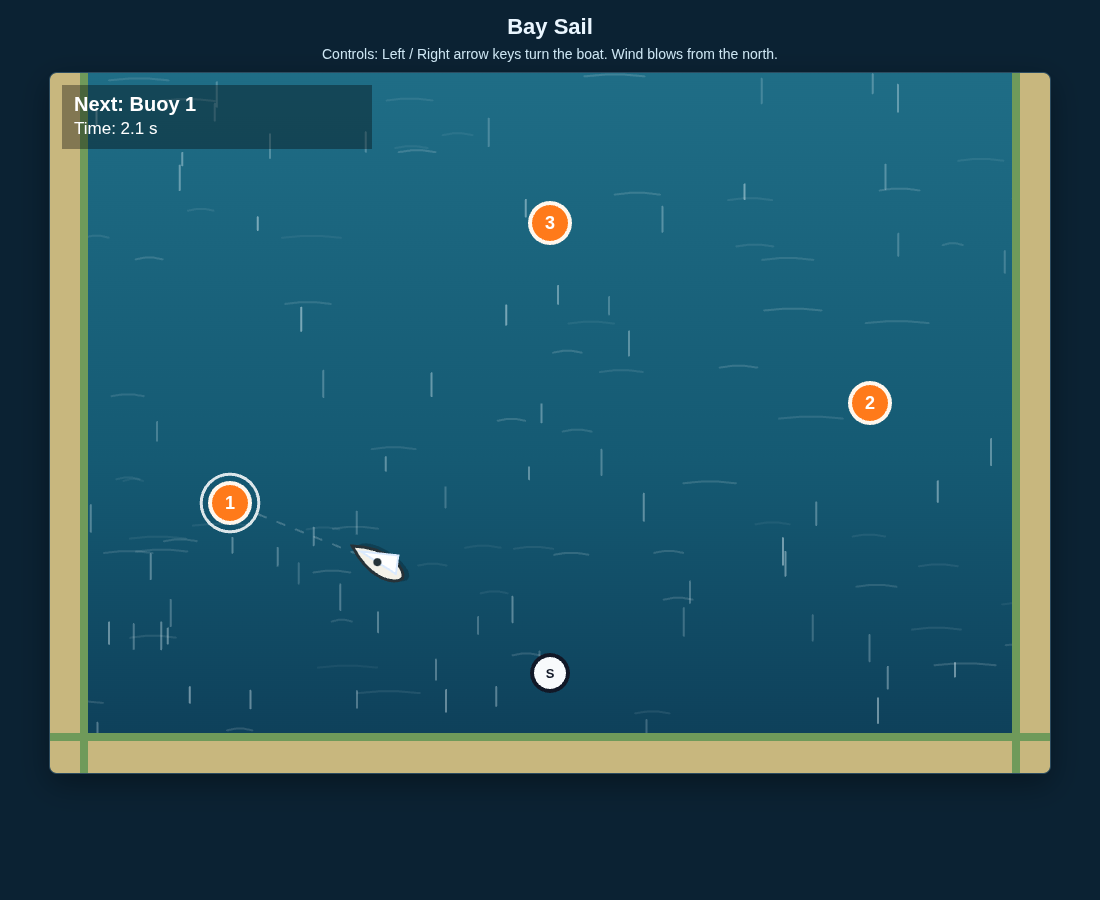 Bay Sail
Controls: Left / Right arrow keys turn the boat. Wind blows from the north.
Next: Buoy 1
Time: 2.1 s
3
2
1
S